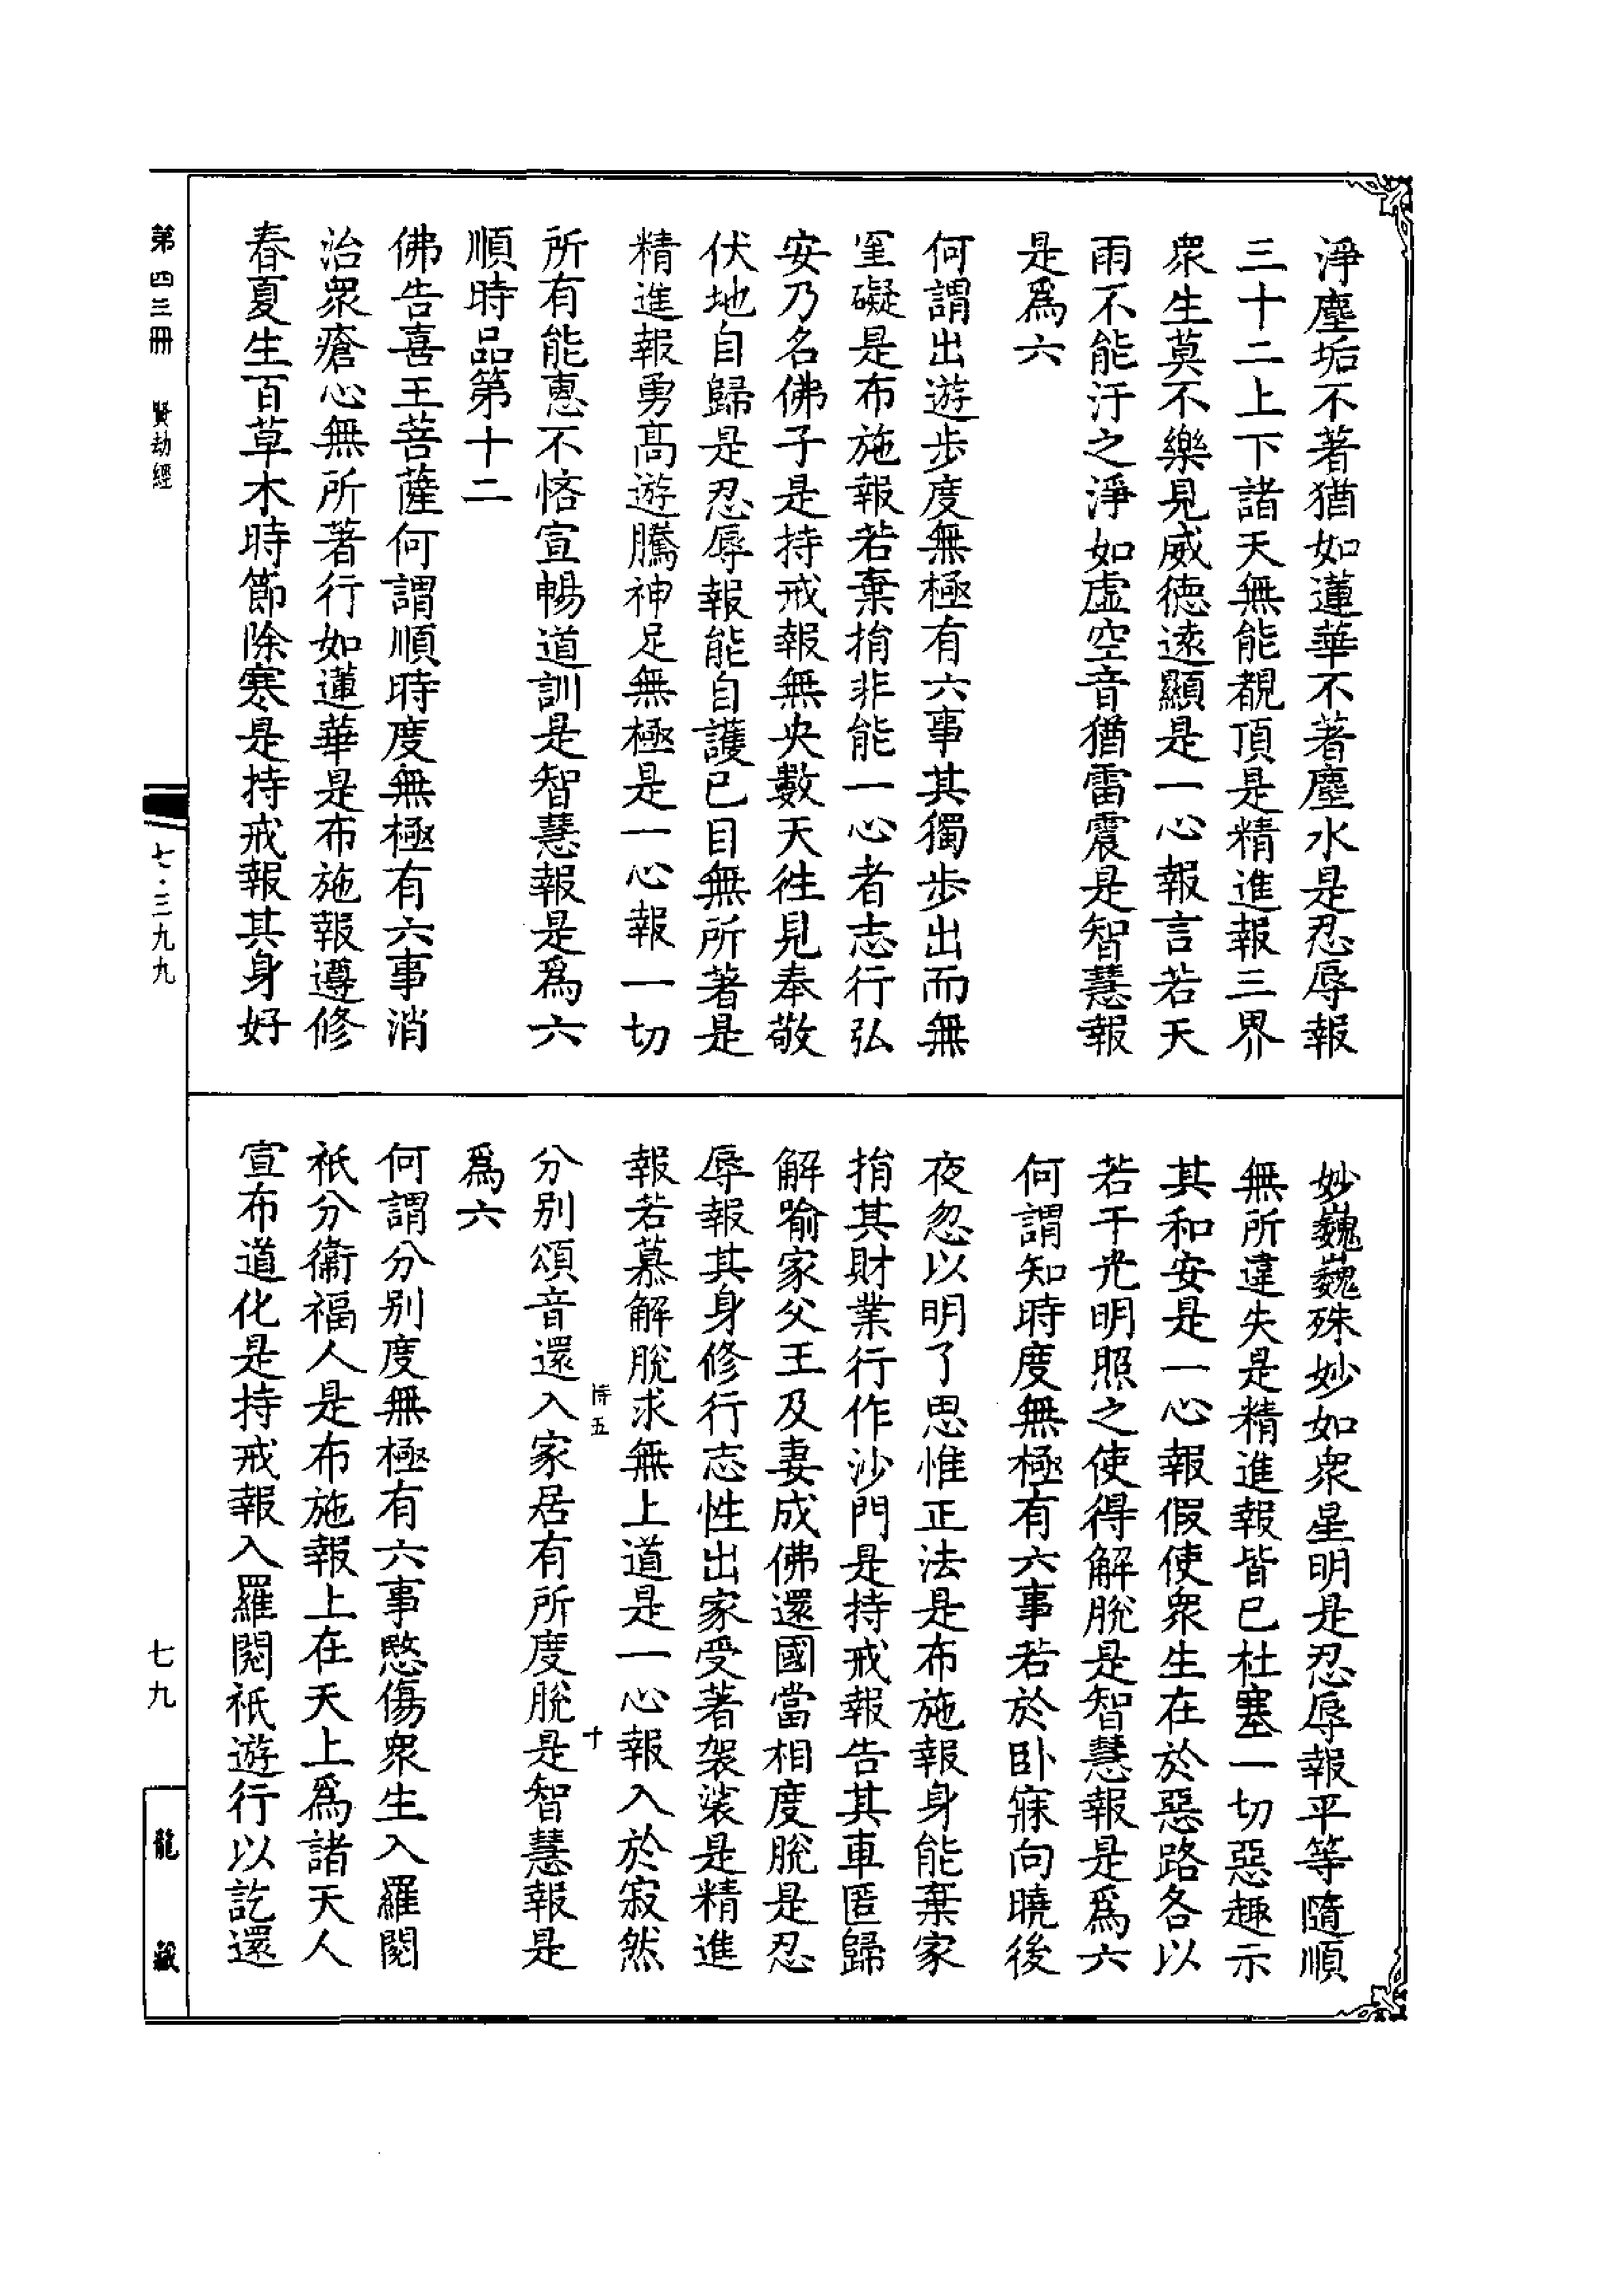 淨塵垢不著猶如蓮華不著塵水是忍辱報
三十二上下諸天無能覩頂是精進報三界
衆生莫不樂見威德遠顯是一心報言若天
雨不能汙之淨如虛空音猶雷震是智慧報
是爲六
何謂出遊步度無極有六事其獨步出而無
罣礙是布施報若棄捐非能一心者志行弘
安乃名佛子是持戒報無央數天徃見奉敬
伏地自歸是忍辱報能自護已目無所著是
精進報勇高遊騰神足無極是一心報一切
所有能惠不悋宣暢道訓是智慧報是爲六
順時品第十二
佛告喜王菩薩何謂順時度無極有六事消
治衆瘡心無所著行如蓮華是布施報遵修
春夏生百草木時節除寒是持戒報其身好
妙巍巍殊妙如衆星明是忍辱報平等隨順
無所違失是精進報皆已杜塞一切惡趣示
其和安是一心報假使衆生在於惡路各以
若干光明照之使得解脫是智慧報是爲六
何謂知時度無極有六事若於卧寐向曉後
夜忽以明了思惟正法是布施報身能棄家
捐其財業行作沙門是持戒報告其車匿歸
解喻家父王及妻成佛還國當相度脫是忍
辱報其身修行志性出家受著袈裟是精進
報若慕解脫求無上道是一心報入於寂然
分别頌音還入家居有所度脫是智慧報是
爲六
何謂分别度無極有六事愍傷衆生入羅閱
祇分衞福人是布施報上在天上爲諸天人
宣布道化是持戒報入羅閱祇遊行以訖還
第四三冊 賢劫經
七·三九九
七九
龍藏
五
十